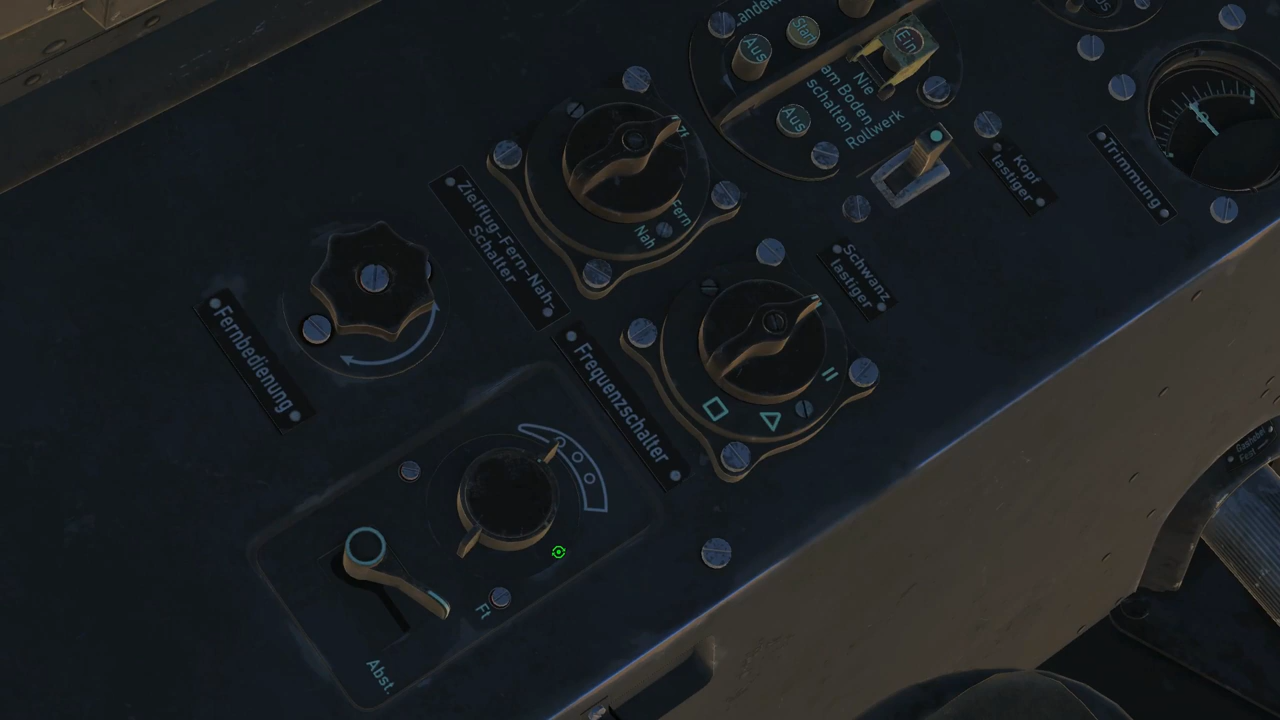 Aus
Start
Ein
Nie
am Boden
schalten
Aus
Rollwerk
Kopf
lastiger
Trimmung
Fern
Nah
Zielflug-Fern-Nah-
Schalter
Schwanz
lastiger
Fernbedienung
Frequenzschalter
II
Ft
Abst.